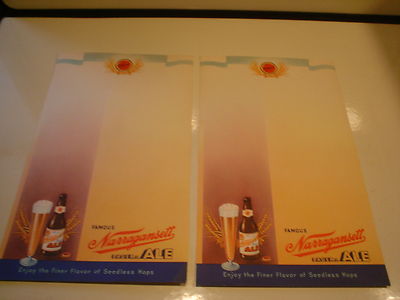 FAMOUS
Narragansett
ALE
Enjoy the Finer Flavor of Seedless Hops
FAMOUS
Narragansett
ALE
Enjoy the Finer Flavor of Seedless Hops